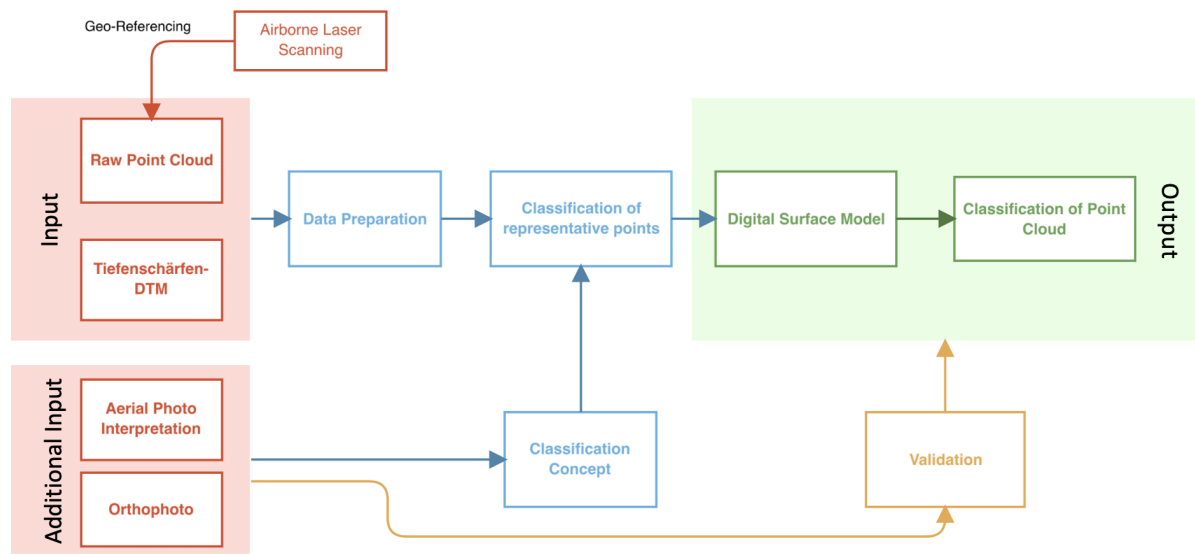 Geo-Referencing
Airborne Laser
Scanning
Input
Raw Point Cloud
Tiefenschärfen-
DTM
Data Preparation
Classification of
representative points
Digital Surface Model
Classification of Point
Cloud
Output
Additional Input
Aerial Photo
Interpretation
Orthophoto
Classification
Concept
Validation